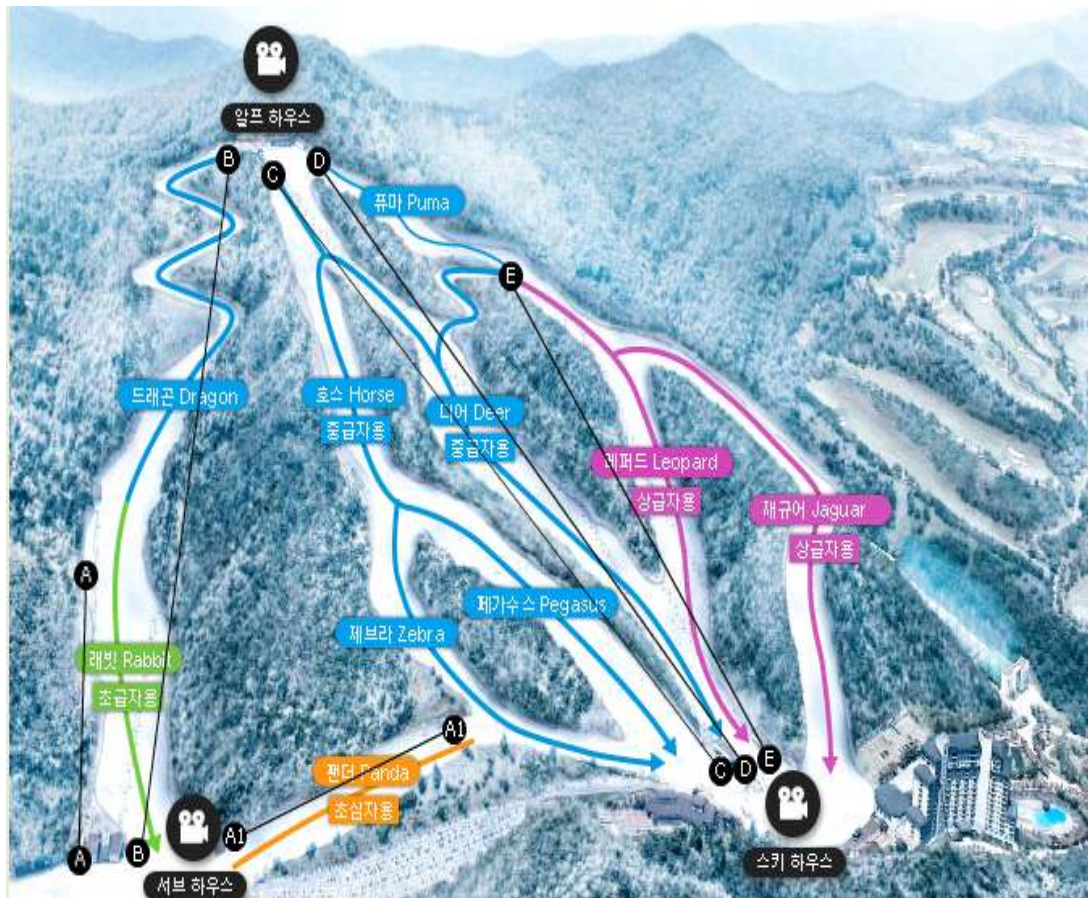 알프 하우스
B
C
D
퓨마 Puma
E
드래곤 Dragon
호스 Horse
중급자용
디어 Deer
중급자용
레퍼드 Leopard
상급자용
재규어 Jaguar
상급자용
A
페가수스 Pegasus
제브라 Zebra
래빗 Rabbit
초급자용
A1
팬더 Panda
초심자용
A1
C
D
E
A
B
서브 하우스
스키 하우스